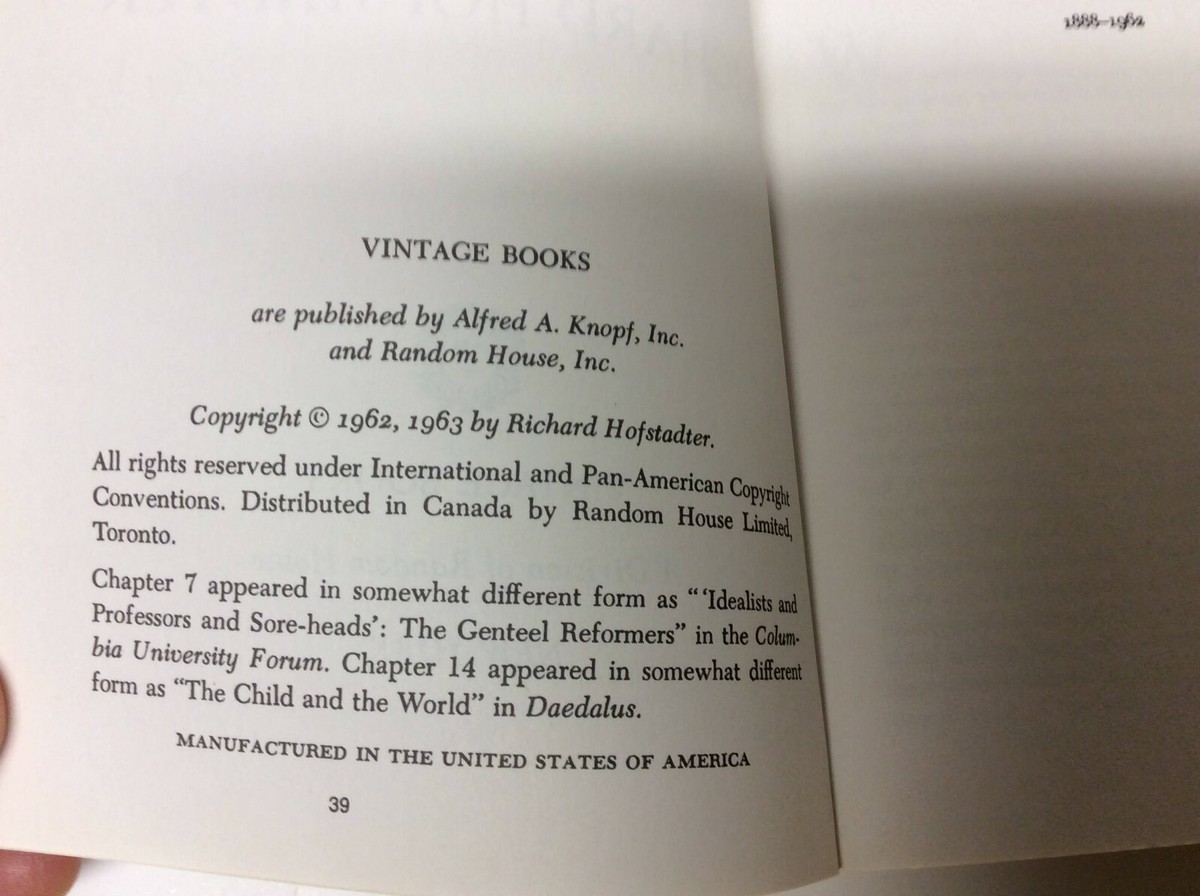 VINTAGE BOOKS
are published by Alfred A. Knopf, Inc.
and Random House, Inc.
Copyright © 1962, 1963 by Richard Hofstadter.
All rights reserved under International and Pan-American Copyright
Conventions. Distributed in Canada by Random House Limited,
Toronto.
Chapter 7 appeared in somewhat different form as “‘Idealists and
Professors and Sore-heads’: The Genteel Reformers” in the Colum-
bia University Forum. Chapter 14 appeared in somewhat different
form as “The Child and the World” in Daedalus.
MANUFACTURED IN THE UNITED STATES OF AMERICA
39
1888–1962